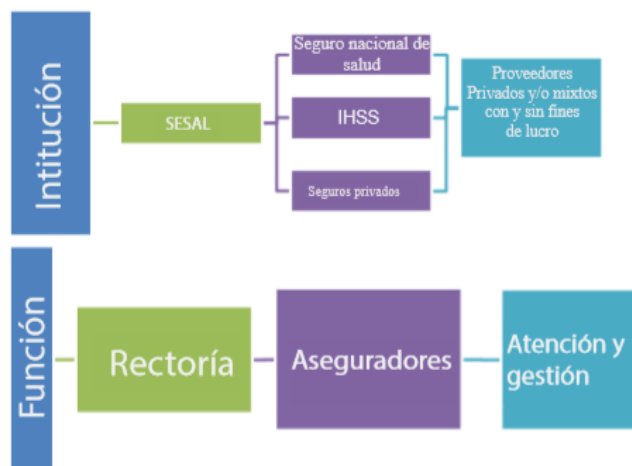 Intitución
SESAL
Seguro nacional de
salud
IHSS
Seguros privados
Proveedores
Privados y/o mixtos
con y sin fines
de lucro
Función
Rectoría
Aseguradores
Atención y
gestión